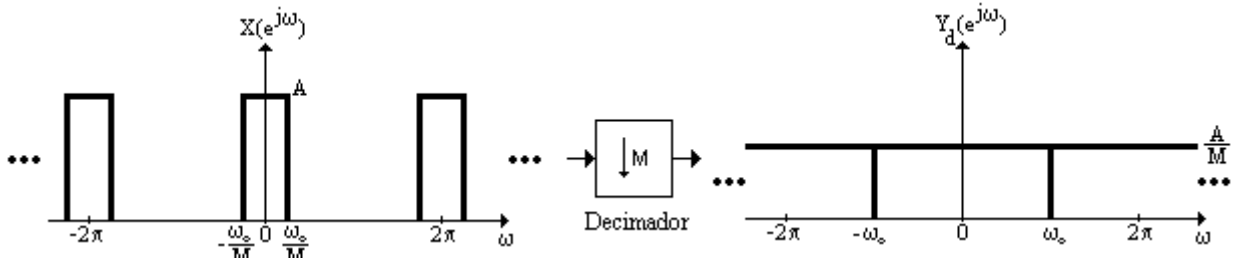 X(e^jω)
A
-2π
-ω₀/M
0
ω₀/M
2π
ω
M
Decimador
Y_d(e^jω)
A/M
-2π
-ω₀
0
ω₀
2π
ω